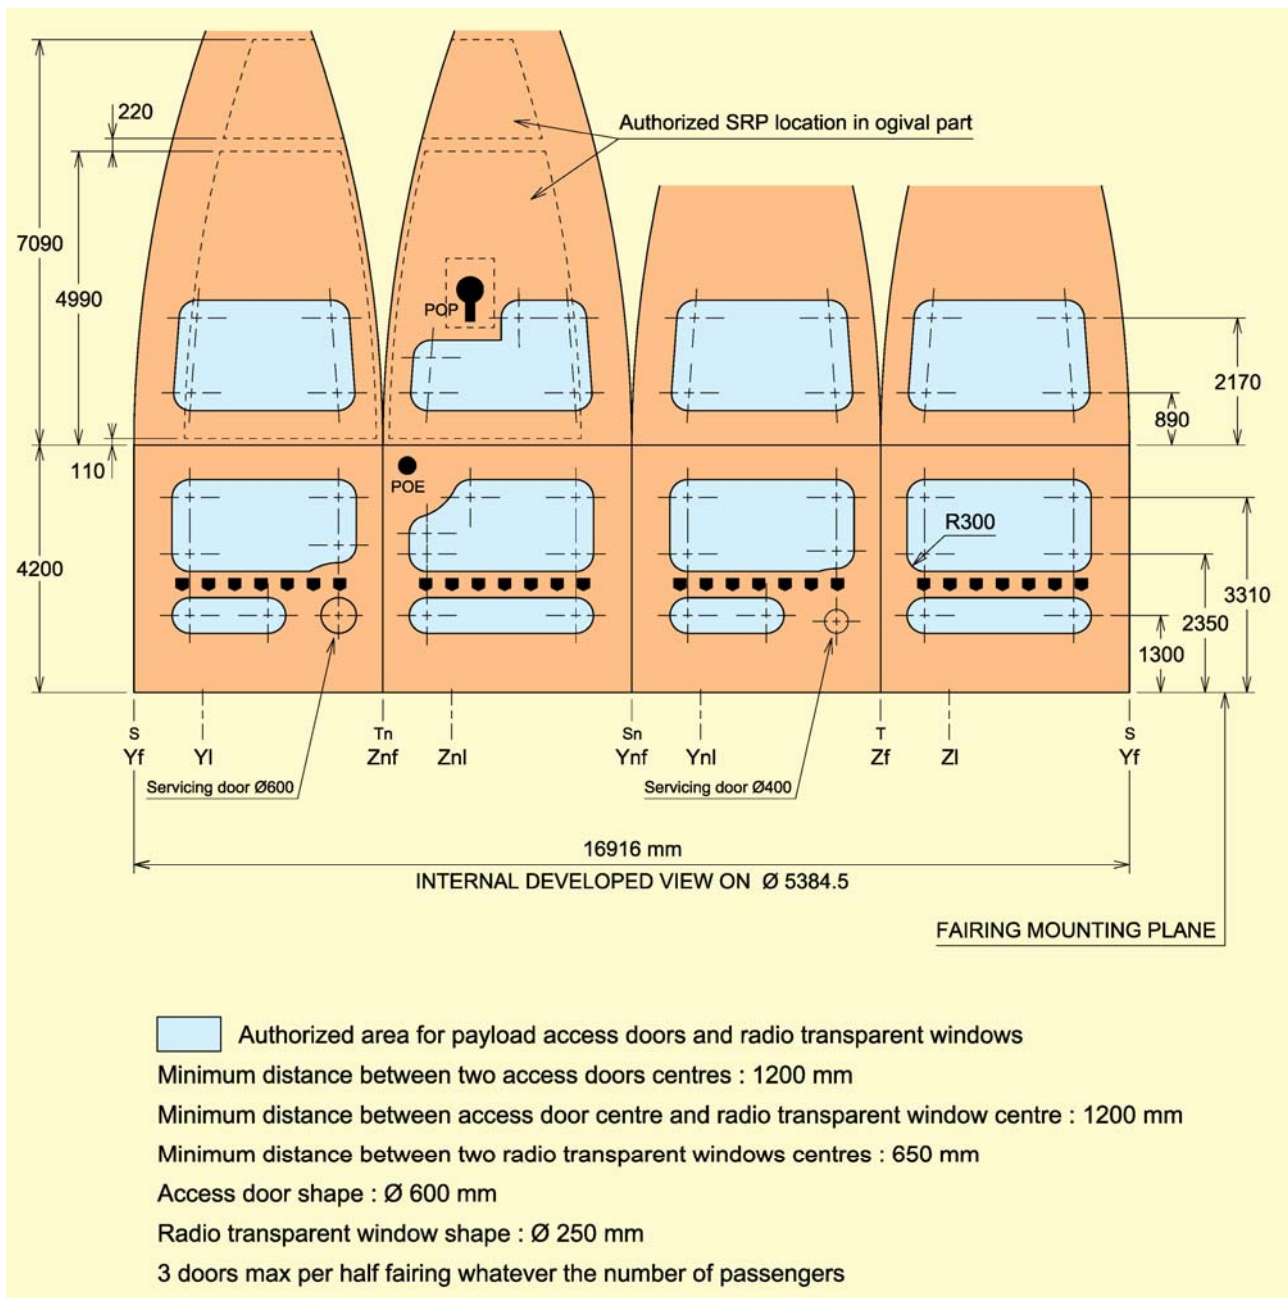 220
Authorized SRP location in ogival part
7090
4990
POP
2170
890
110
POE
R300
4200
3310
2350
1300
S Tn Sn T S
Yf Yl Znf Znl Ynf Ynl Zf Zl Yf
Servicing door Ø600 Servicing door Ø400
16916 mm
INTERNAL DEVELOPED VIEW ON Ø 5384.5
FAIRING MOUNTING PLANE
Authorized area for payload access doors and radio transparent windows
Minimum distance between two access doors centres : 1200 mm
Minimum distance between access door centre and radio transparent window centre : 1200 mm
Minimum distance between two radio transparent windows centres : 650 mm
Access door shape : Ø 600 mm
Radio transparent window shape : Ø 250 mm
3 doors max per half fairing whatever the number of passengers